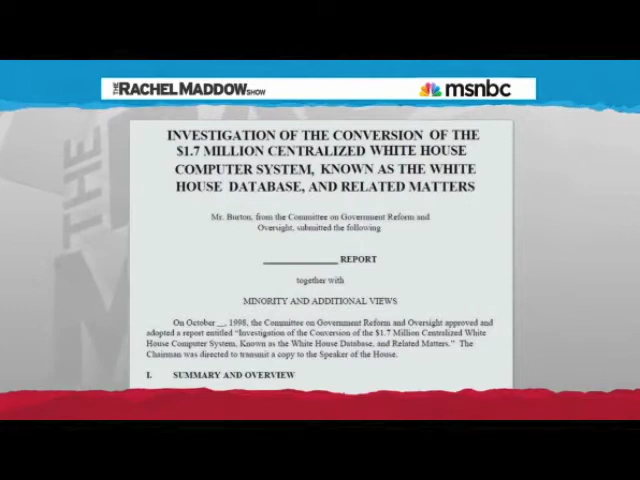 THE RACHEL MADDOW SHOW
msnbc
THE
M
INVESTIGATION OF THE CONVERSION OF THE
$1.7 MILLION CENTRALIZED WHITE HOUSE
COMPUTER SYSTEM, KNOWN AS THE WHITE
HOUSE DATABASE, AND RELATED MATTERS
Mr. Burton, from the Committee on Government Reform and
Oversight, submitted the following
_______________ REPORT
together with
MINORITY AND ADDITIONAL VIEWS
On October __, 1998, the Committee on Government Reform and Oversight approved and
adopted a report entitled “Investigation of the Conversion of the $1.7 Million Centralized White
House Computer System, Known as the White House Database, and Related Matters.” The
Chairman was directed to transmit a copy to the Speaker of the House.
I. SUMMARY AND OVERVIEW